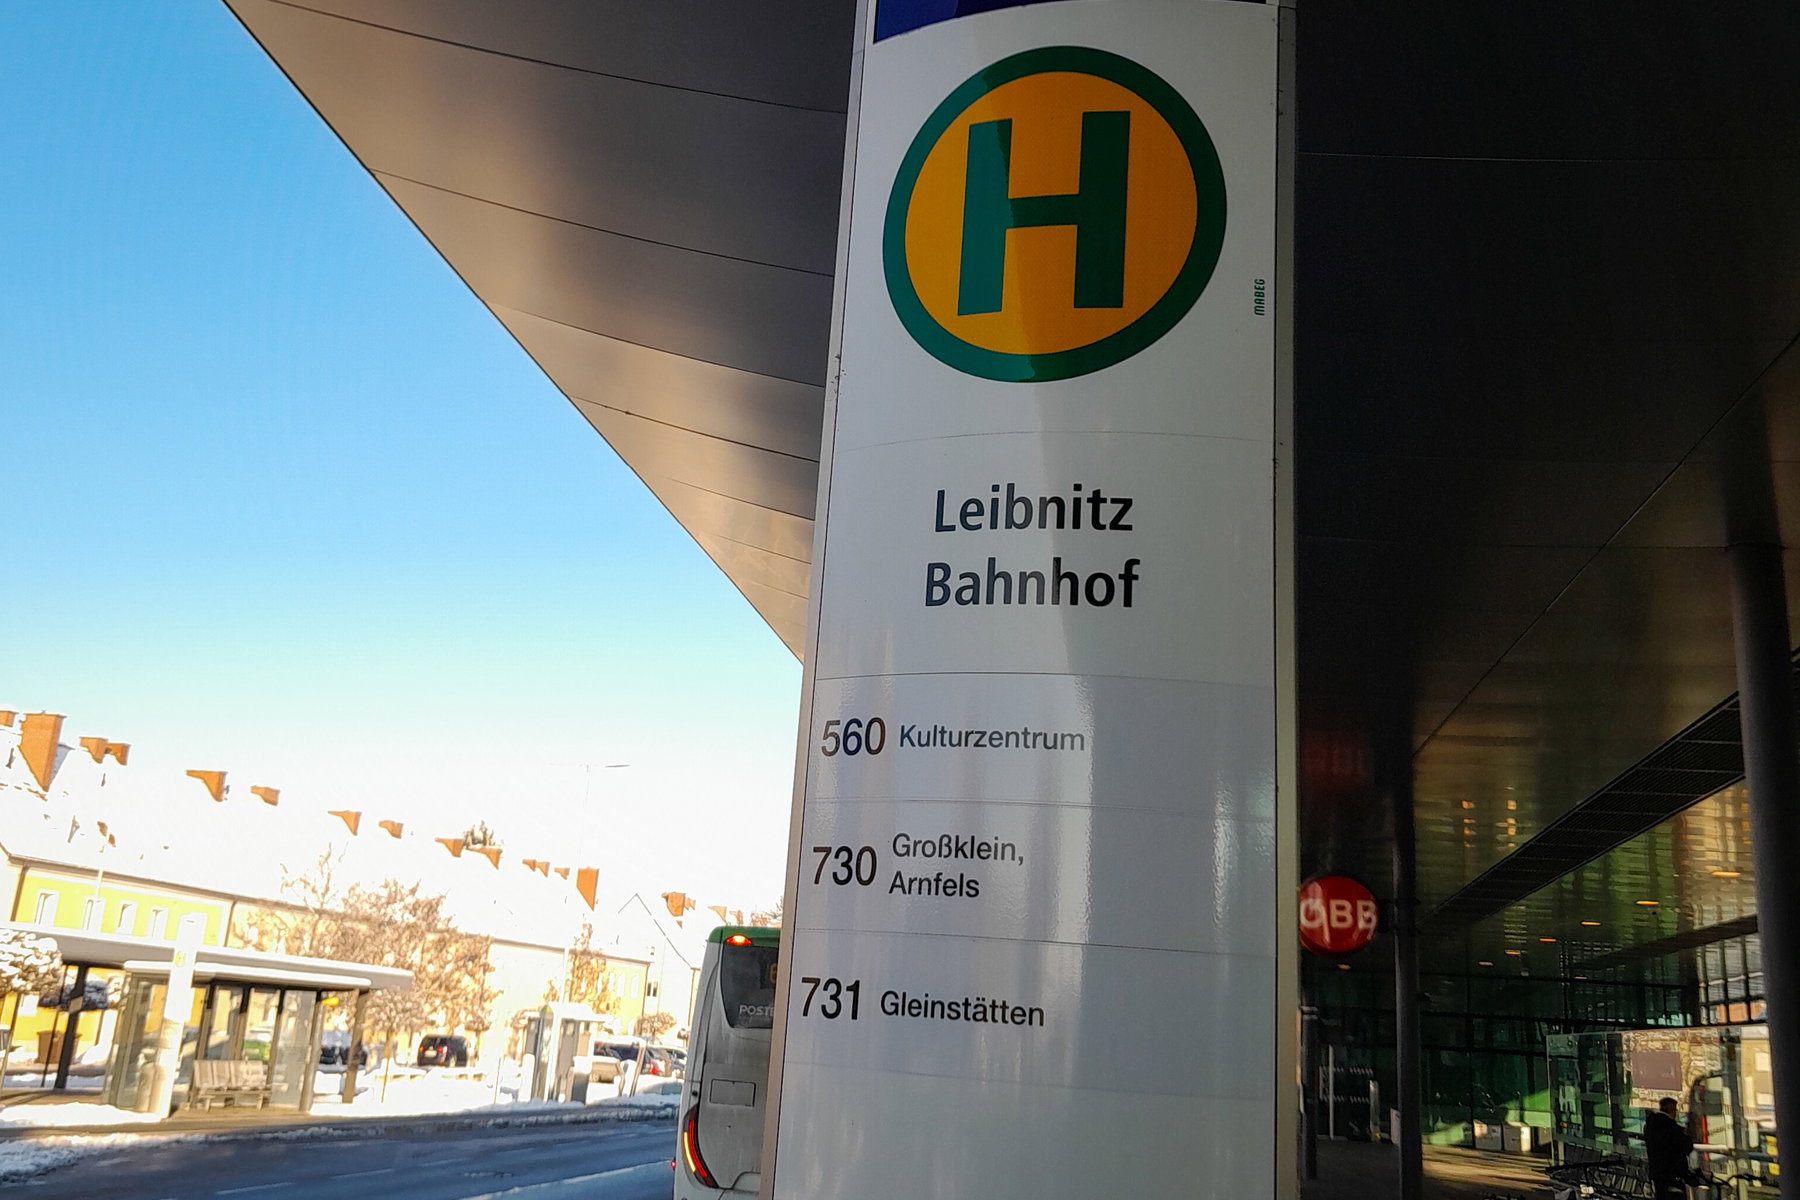 H
MABEG
Leibnitz
Bahnhof
560 Kulturzentrum
730 Großklein,
Arnfels
731 Gleinstätten
ÖBB